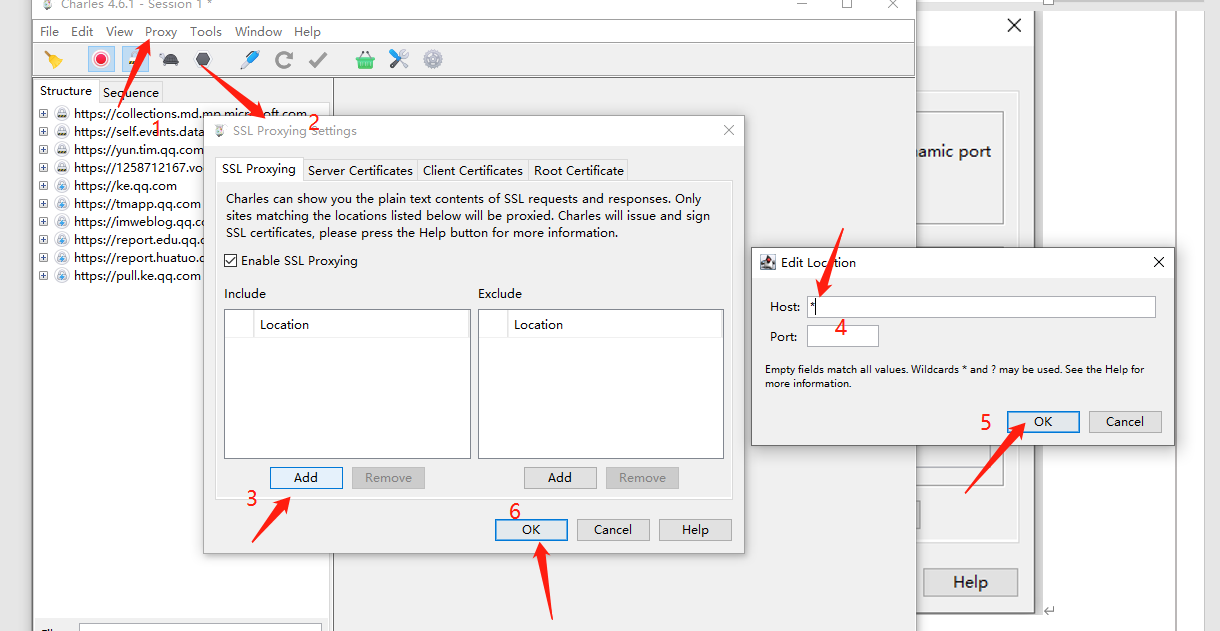 Charles 4.6.1 - Session 1 *
File Edit View Proxy Tools Window Help
Structure Sequence
https://collections.md.mp.microsoft.com
https://self.events.data
https://yun.tim.qq.com
https://1258712167.vo
https://ke.qq.com
https://tmapp.qq.com
https://imweblog.qq.c
https://report.edu.qq.c
https://report.huatuo.c
https://pull.ke.qq.com
1
2
SSL Proxying Settings
SSL Proxying Server Certificates Client Certificates Root Certificate
Charles can show you the plain text contents of SSL requests and responses. Only
sites matching the locations listed below will be proxied. Charles will issue and sign
SSL certificates, please press the Help button for more information.
Enable SSL Proxying
Include Exclude
Location Location
Add Remove Add Remove
3
6
OK Cancel Help
amic port
Edit Location
Host: *
4
Port:
Empty fields match all values. Wildcards * and ? may be used. See the Help for
more information.
5
OK Cancel
Help